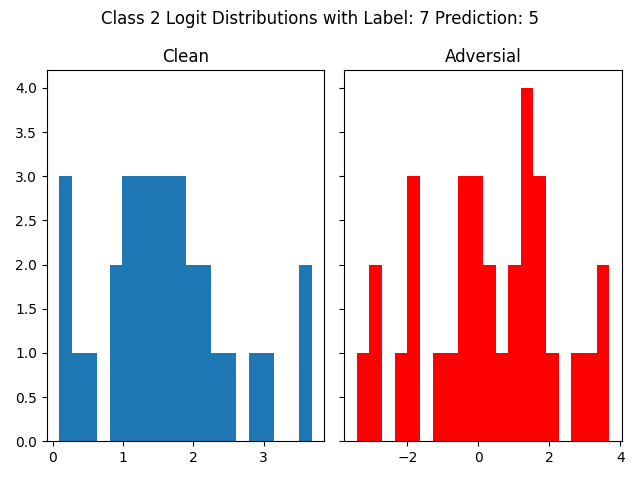 Class 2 Logit Distributions with Label: 7 Prediction: 5
Clean
Adversial
4.0
3.5
3.0
2.5
2.0
1.5
1.0
0.5
0.0
0 1 2 3
−2 0 2 4